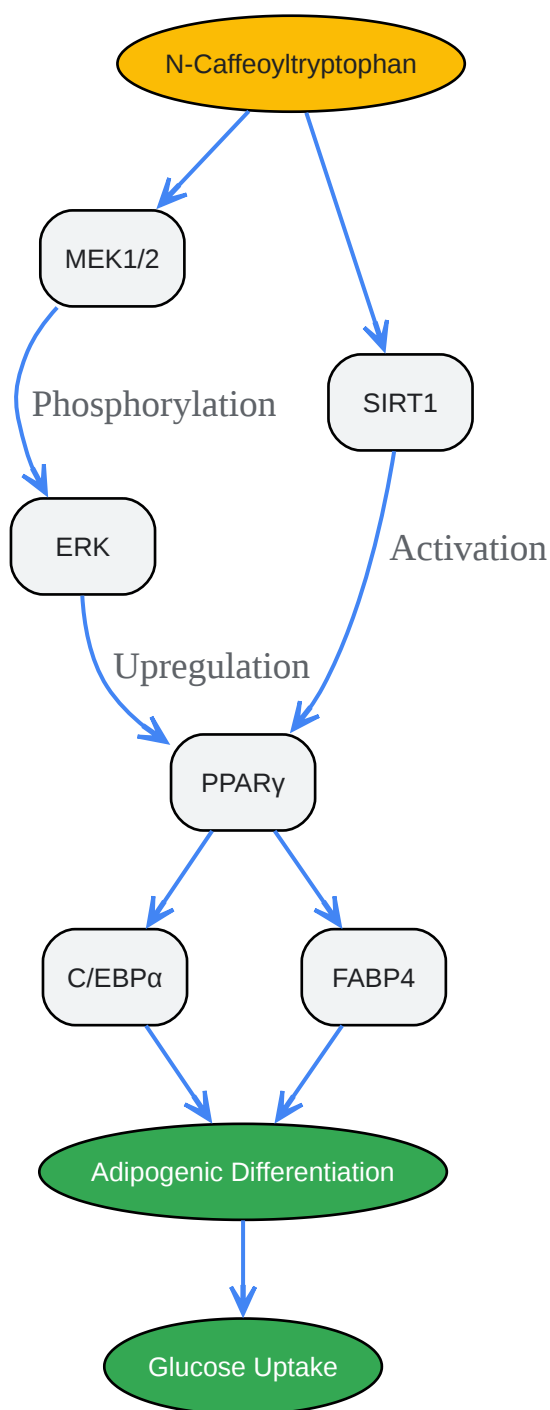 N-Caffeoyltryptophan
MEK1/2
Phosphorylation
SIRT1
ERK
Activation
Upregulation
PPARγ
C/EBPα
FABP4
Adipogenic Differentiation
Glucose Uptake